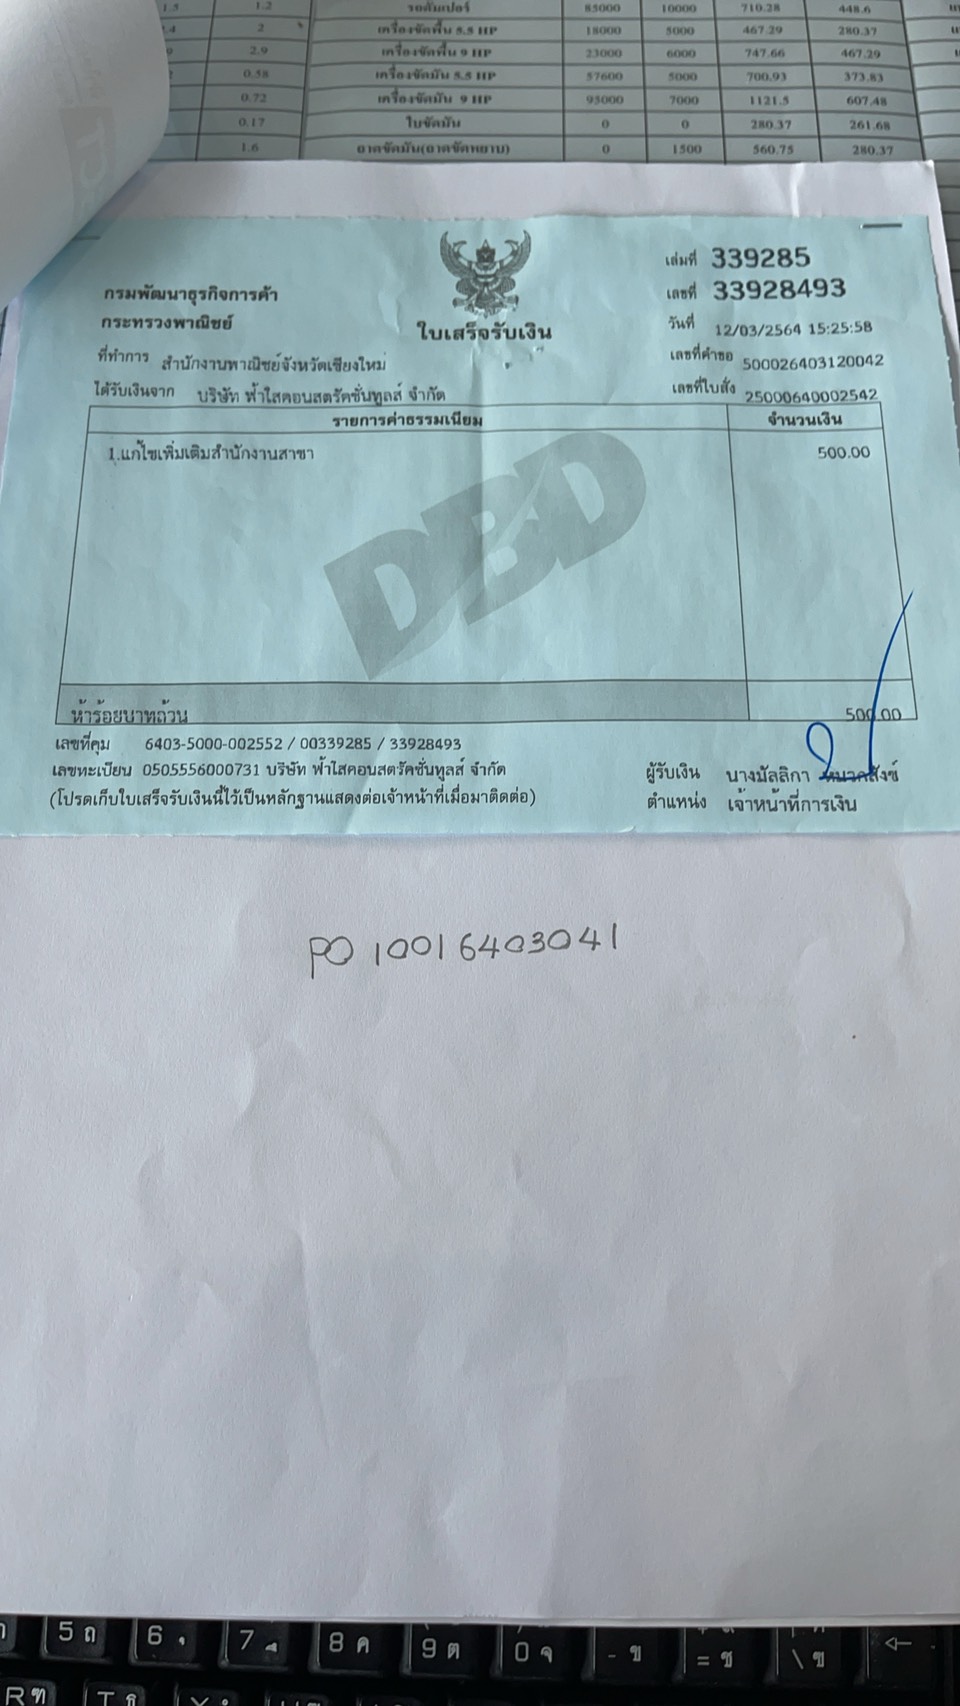 1.2 รถตัมเปอร์ 85000 10000 710.28 448.6
2 เครื่องขัดพื้น 5.5 HP 18000 5000 467.29 280.37
2.9 เครื่องขัดพื้น 9 HP 23000 6000 747.66 467.29
0.58 เครื่องขัดมัน 5.5 HP 57600 5000 700.93 373.83
0.72 เครื่องขัดมัน 9 HP 95000 7000 1121.5 607.48
0.17 ใบขัดมัน 0 0 280.37 261.68
1.6 ถาดขัดมัน(ถาดขัดหยาบ) 0 1500 560.75 280.37
เล่มที่ 339285
กรมพัฒนาธุรกิจการค้า เลขที่ 33928493
กระทรวงพาณิชย์ ใบเสร็จรับเงิน วันที่ 12/03/2564 15:25:58
ที่ทำการ สำนักงานพาณิชย์จังหวัดเชียงใหม่ เลขที่คำขอ 500026403120042
ได้รับเงินจาก บริษัท ฟ้าใสคอนสตรัคชั่นทูลส์ จำกัด เลขที่ใบสั่ง 25000640002542
รายการค่าธรรมเนียม จำนวนเงิน
1.แก้ไขเพิ่มเติมสำนักงานสาขา 500.00
DBD
ห้าร้อยบาทถ้วน 500.00
เลขที่คุม 6403-5000-002552 / 00339285 / 33928493
เลขทะเบียน 0505556000731 บริษัท ฟ้าใสคอนสตรัคชั่นทูลส์ จำกัด ผู้รับเงิน นางมัลลิกา
(โปรดเก็บใบเสร็จรับเงินนี้ไว้เป็นหลักฐานแสดงต่อเจ้าหน้าที่เมื่อมาติดต่อ) ตำแหน่ง เจ้าหน้าที่การเงิน
PO 10016403041
5 ถ 6 ุ 7 ึ 8 ค 9 ต 0 จ - ข = ช \ ฃ ←
R T